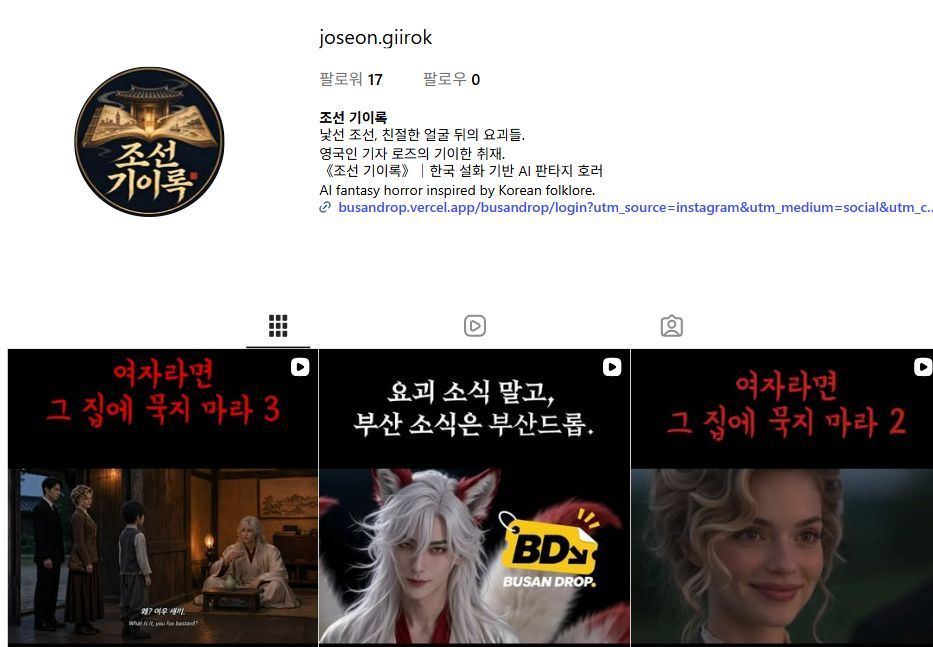 joseon.giirok
팔로워 17 팔로우 0
조선 기이록
조선
기이록
낯선 조선, 친절한 얼굴 뒤의 요괴들.
영국인 기자 로즈의 기이한 취재.
《조선 기이록》 | 한국 설화 기반 AI 판타지 호러
AI fantasy horror inspired by Korean folklore.
busandrop.vercel.app/busandrop/login?utm_source=instagram&utm_medium=social&utm_c...
여자라면
그 집에 묵지 마라 3
왜? 여우 새끼.
What is it, you fox bastard?
요괴 소식 말고,
부산 소식은 부산드롭.
BD
BUSAN DROP.
여자라면
그 집에 묵지 마라 2